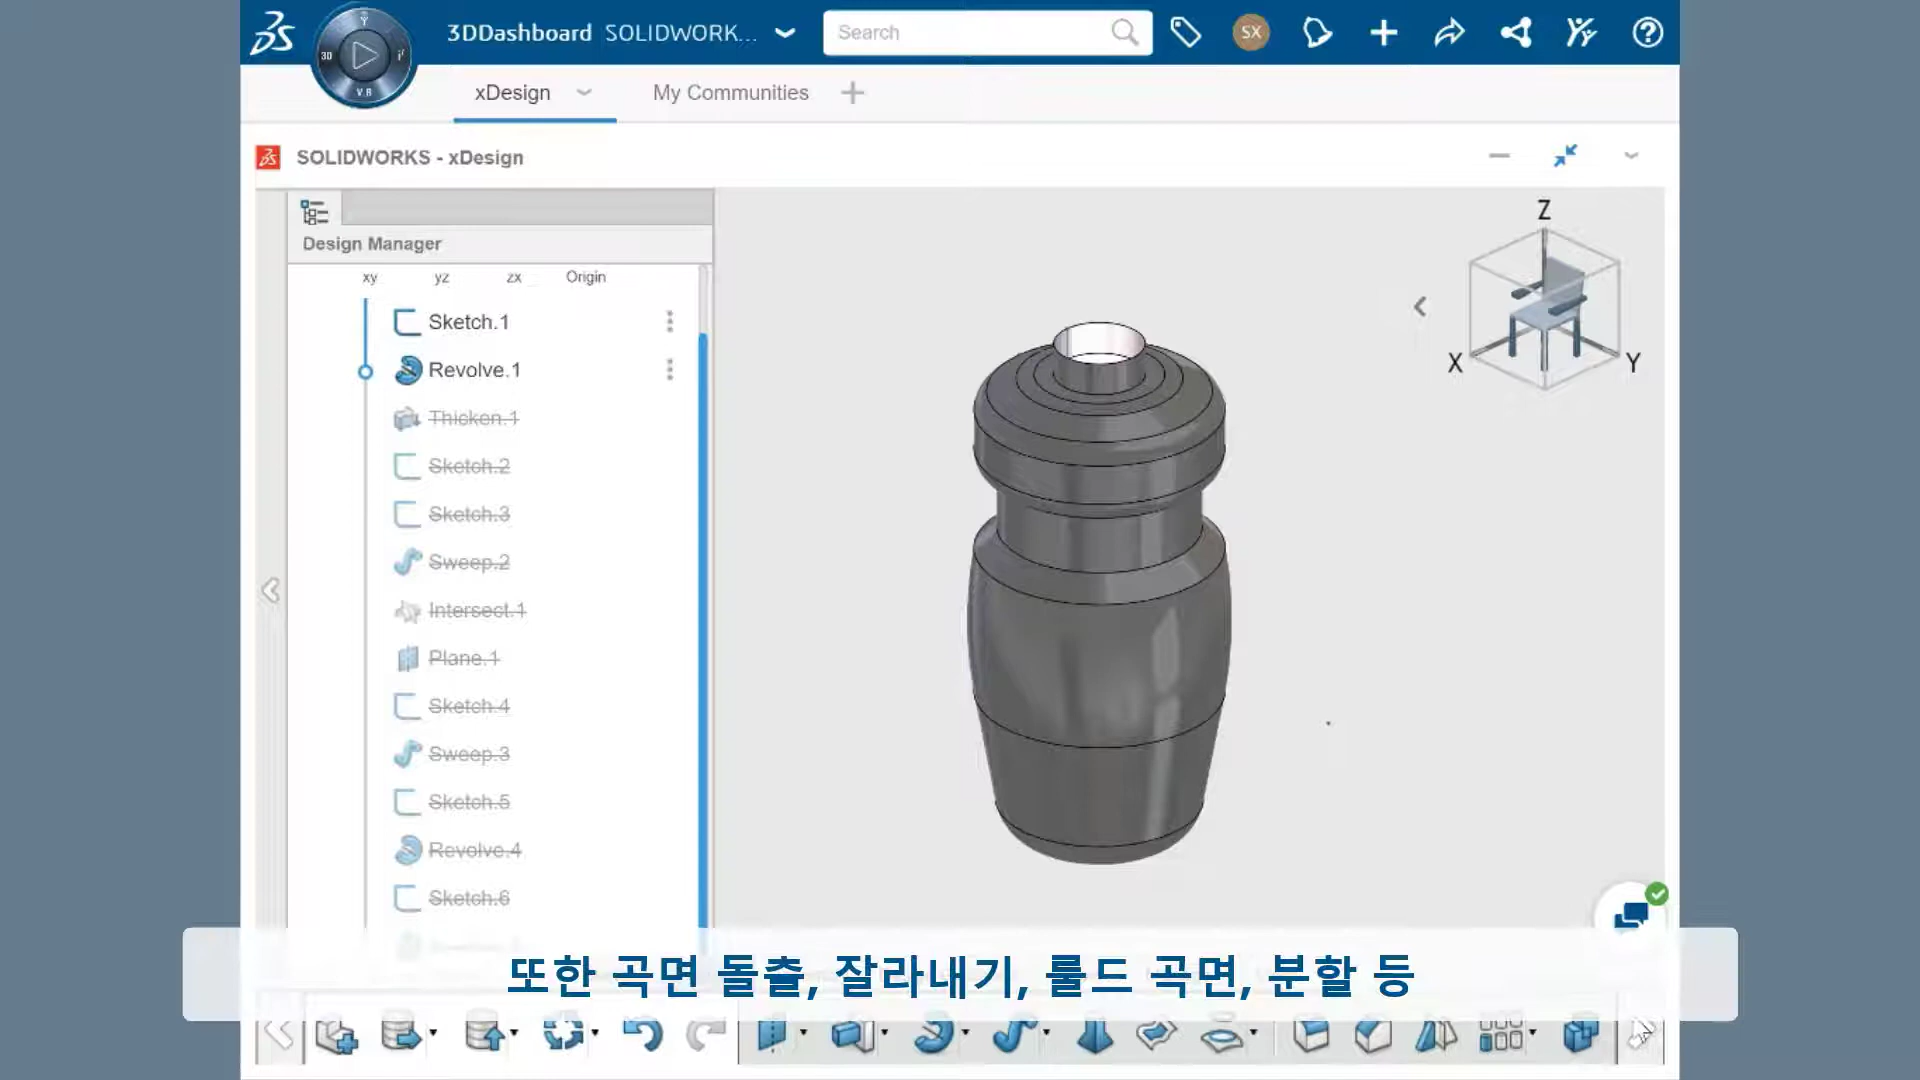 3DDashboard SOLIDWORK...
Search
SX
3D
V.R
xDesign
My Communities
SOLIDWORKS - xDesign
Design Manager
xy yz zx Origin
Sketch.1
Revolve.1
Thicken.1
Sketch.2
Sketch.3
Sweep.2
Intersect.1
Plane.1
Sketch.4
Sweep.3
Sketch.5
Revolve.4
Sketch.6
Z
X
Y
또한 곡면 돌출, 잘라내기, 룰드 곡면, 분할 등